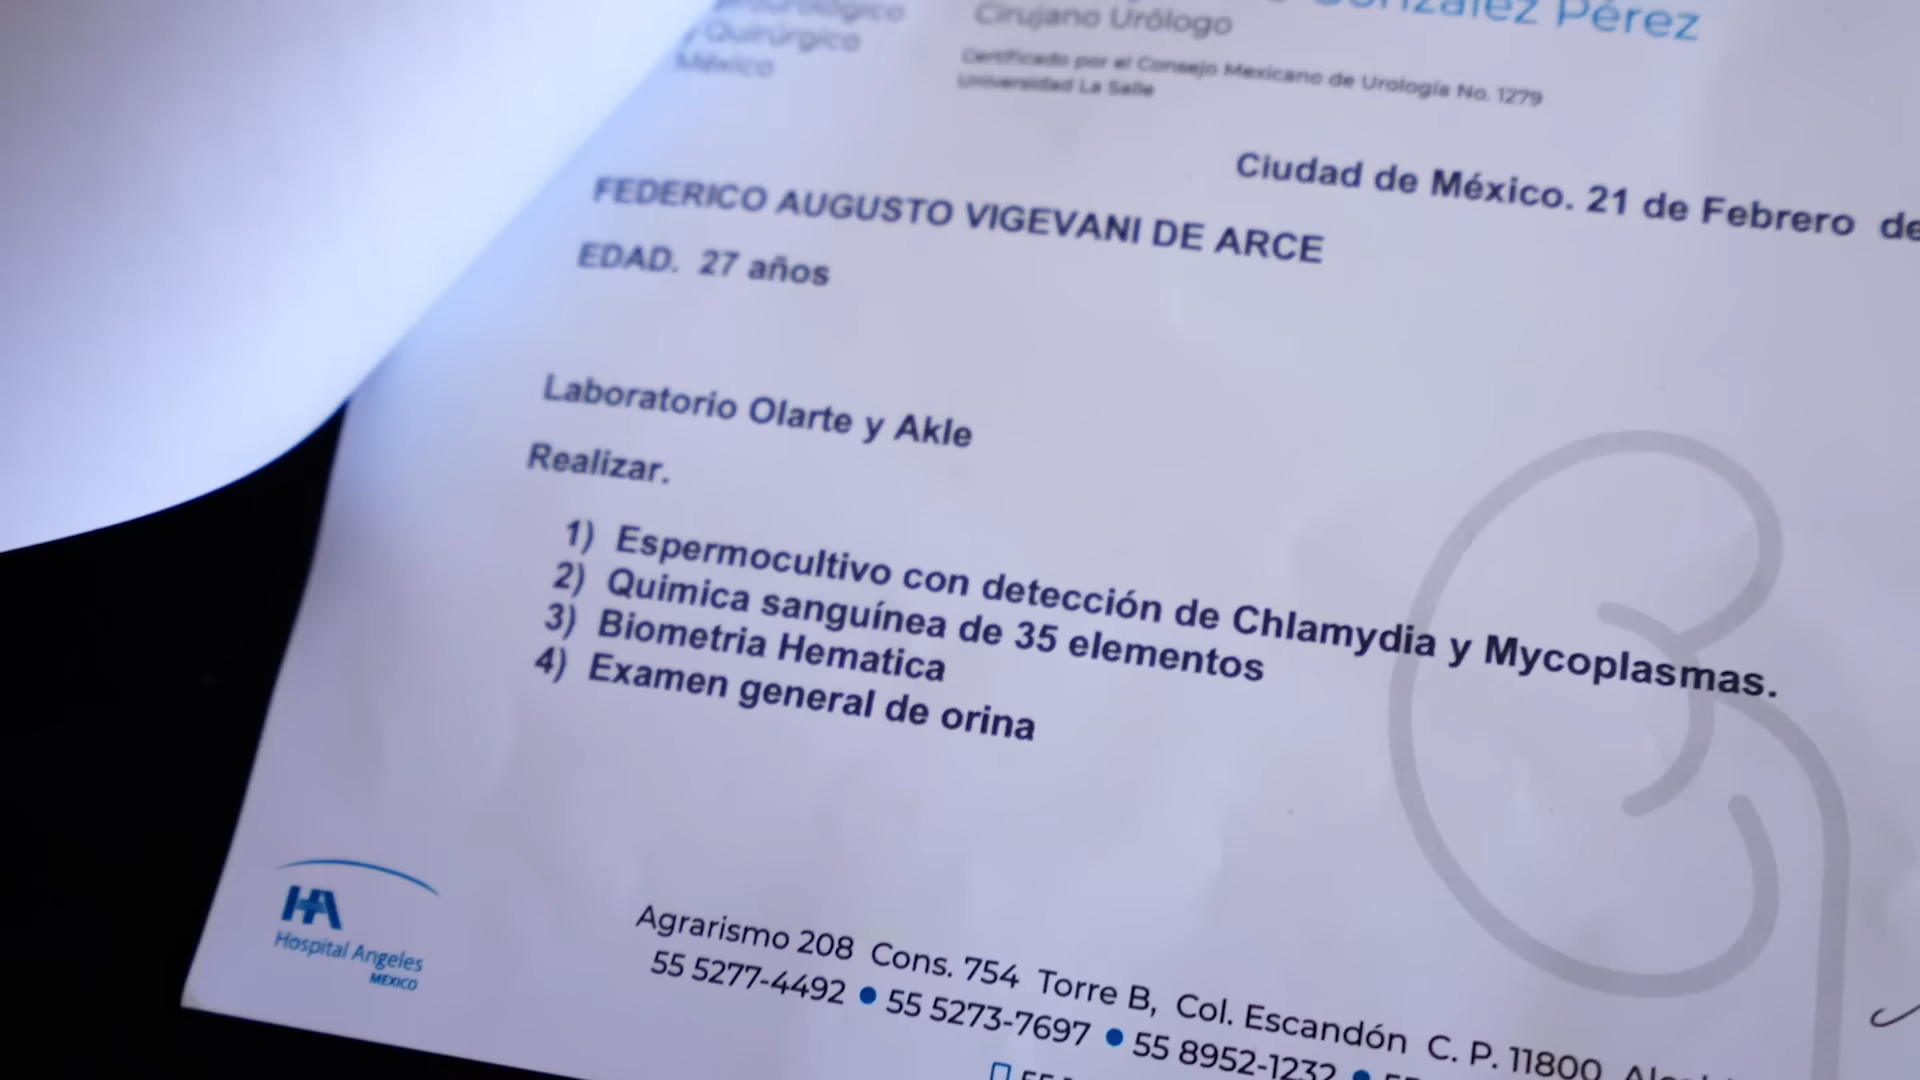 González Pérez
Cirujano Urólogo
Quirúrgico
México
Certificado por el Consejo Mexicano de Urología No. 1279
Universidad La Salle
Ciudad de México. 21 de Febrero de
FEDERICO AUGUSTO VIGEVANI DE ARCE
EDAD. 27 años
Laboratorio Olarte y Akle
Realizar.
1) Espermocultivo con detección de Chlamydia y Mycoplasmas.
2) Quimica sanguínea de 35 elementos
3) Biometria Hematica
4) Examen general de orina
HA
Hospital Angeles
MEXICO
Agrarismo 208 Cons. 754 Torre B, Col. Escandón C. P. 11800
55 5277-4492 • 55 5273-7697 • 55 8952-1232 •